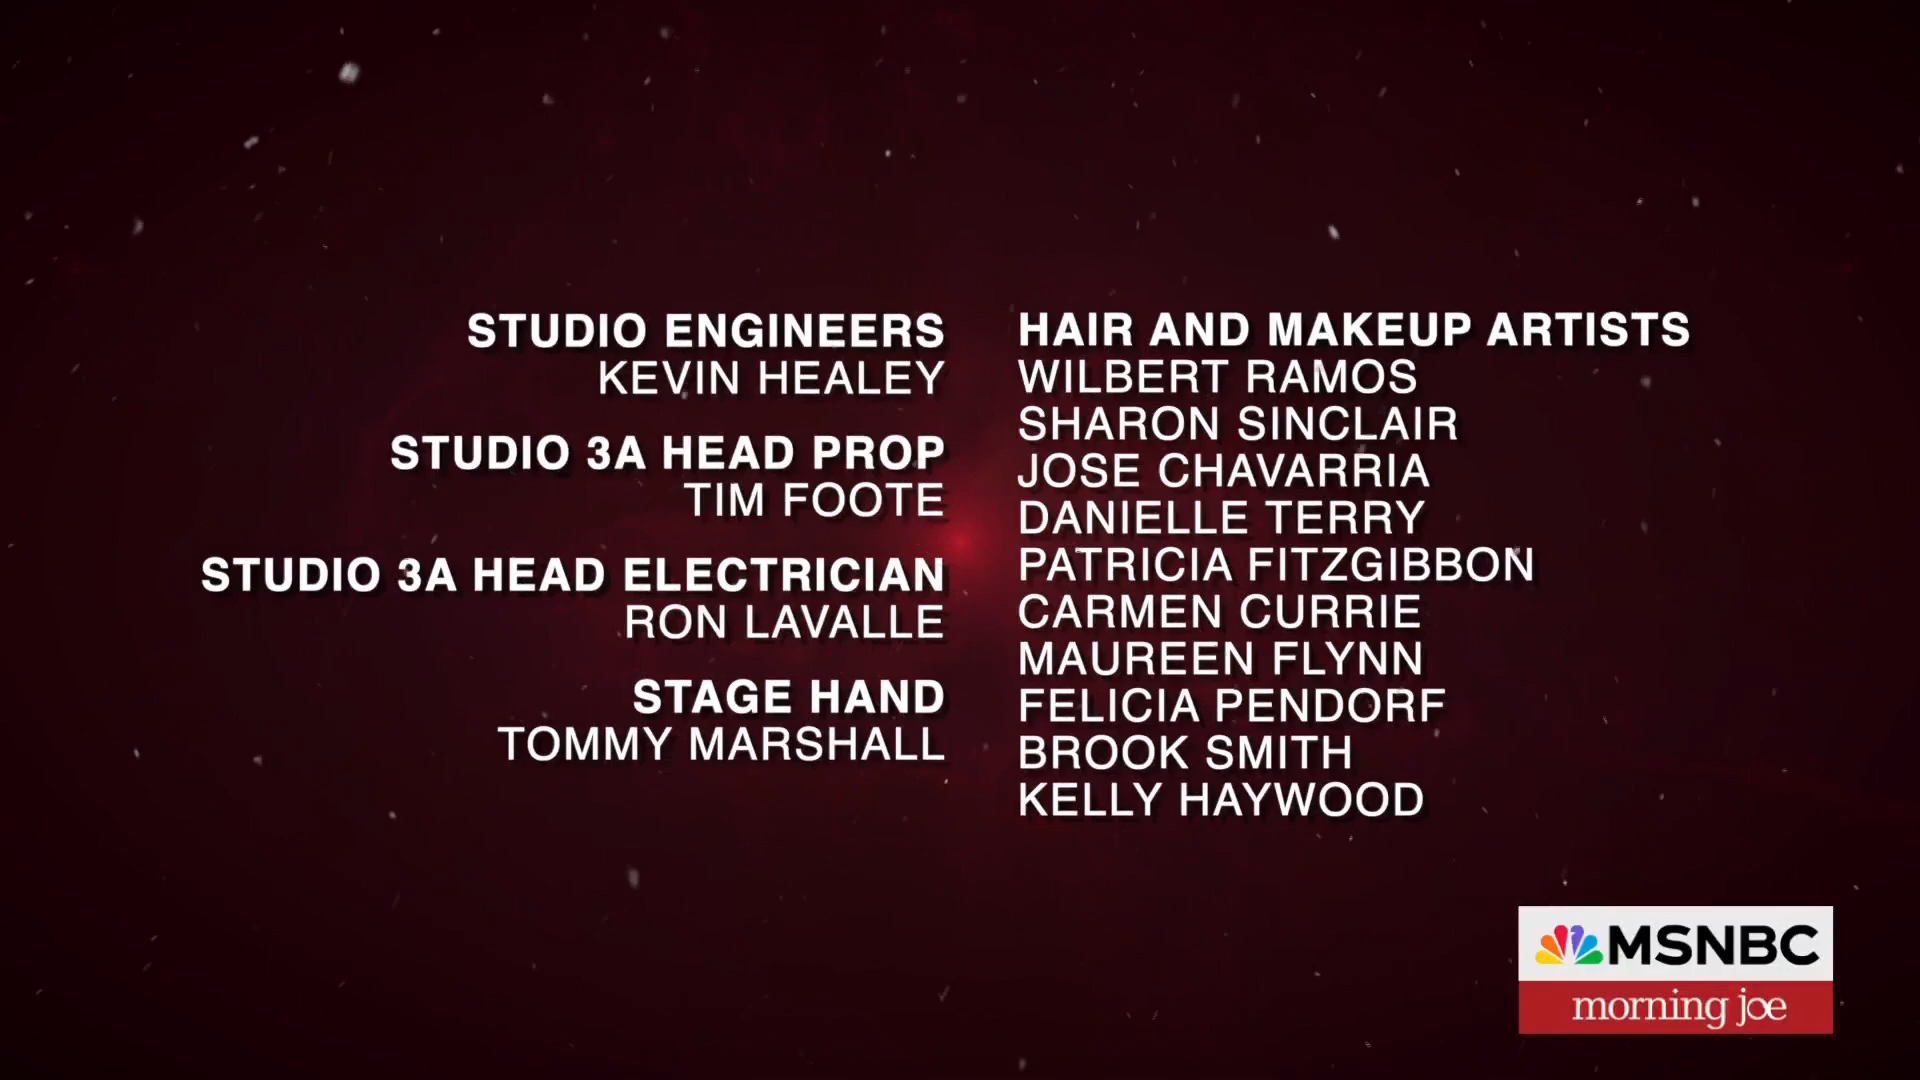 STUDIO ENGINEERS
KEVIN HEALEY
STUDIO 3A HEAD PROP
TIM FOOTE
STUDIO 3A HEAD ELECTRICIAN
RON LAVALLE
STAGE HAND
TOMMY MARSHALL
HAIR AND MAKEUP ARTISTS
WILBERT RAMOS
SHARON SINCLAIR
JOSE CHAVARRIA
DANIELLE TERRY
PATRICIA FITZGIBBON
CARMEN CURRIE
MAUREEN FLYNN
FELICIA PENDORF
BROOK SMITH
KELLY HAYWOOD
MSNBC
morning joe